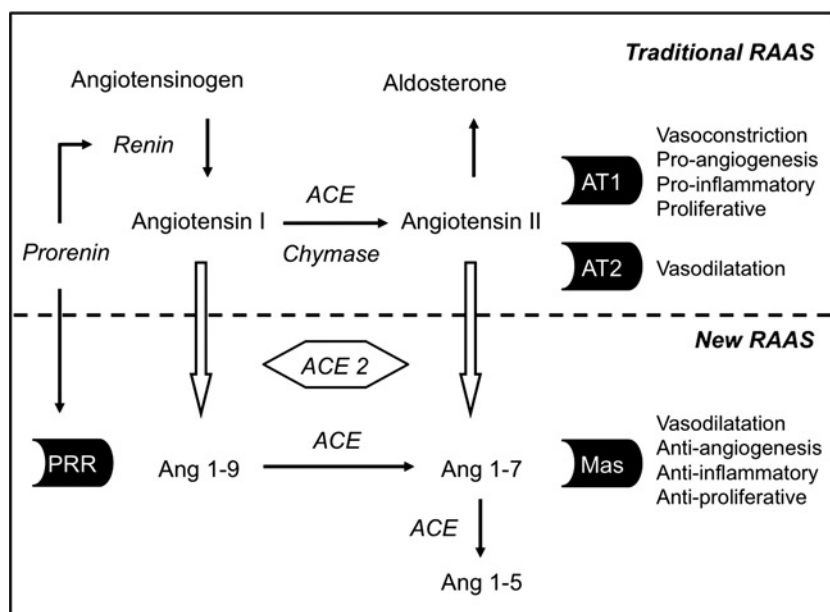 Traditional RAAS
Angiotensinogen
Aldosterone
Renin
Vasoconstriction
Pro-angiogenesis
Pro-inflammatory
Proliferative
AT1
ACE
Angiotensin I
Angiotensin II
Prorenin
Chymase
AT2
Vasodilatation
New RAAS
ACE 2
PRR
Ang 1-9
ACE
Ang 1-7
Mas
Vasodilatation
Anti-angiogenesis
Anti-inflammatory
Anti-proliferative
ACE
Ang 1-5